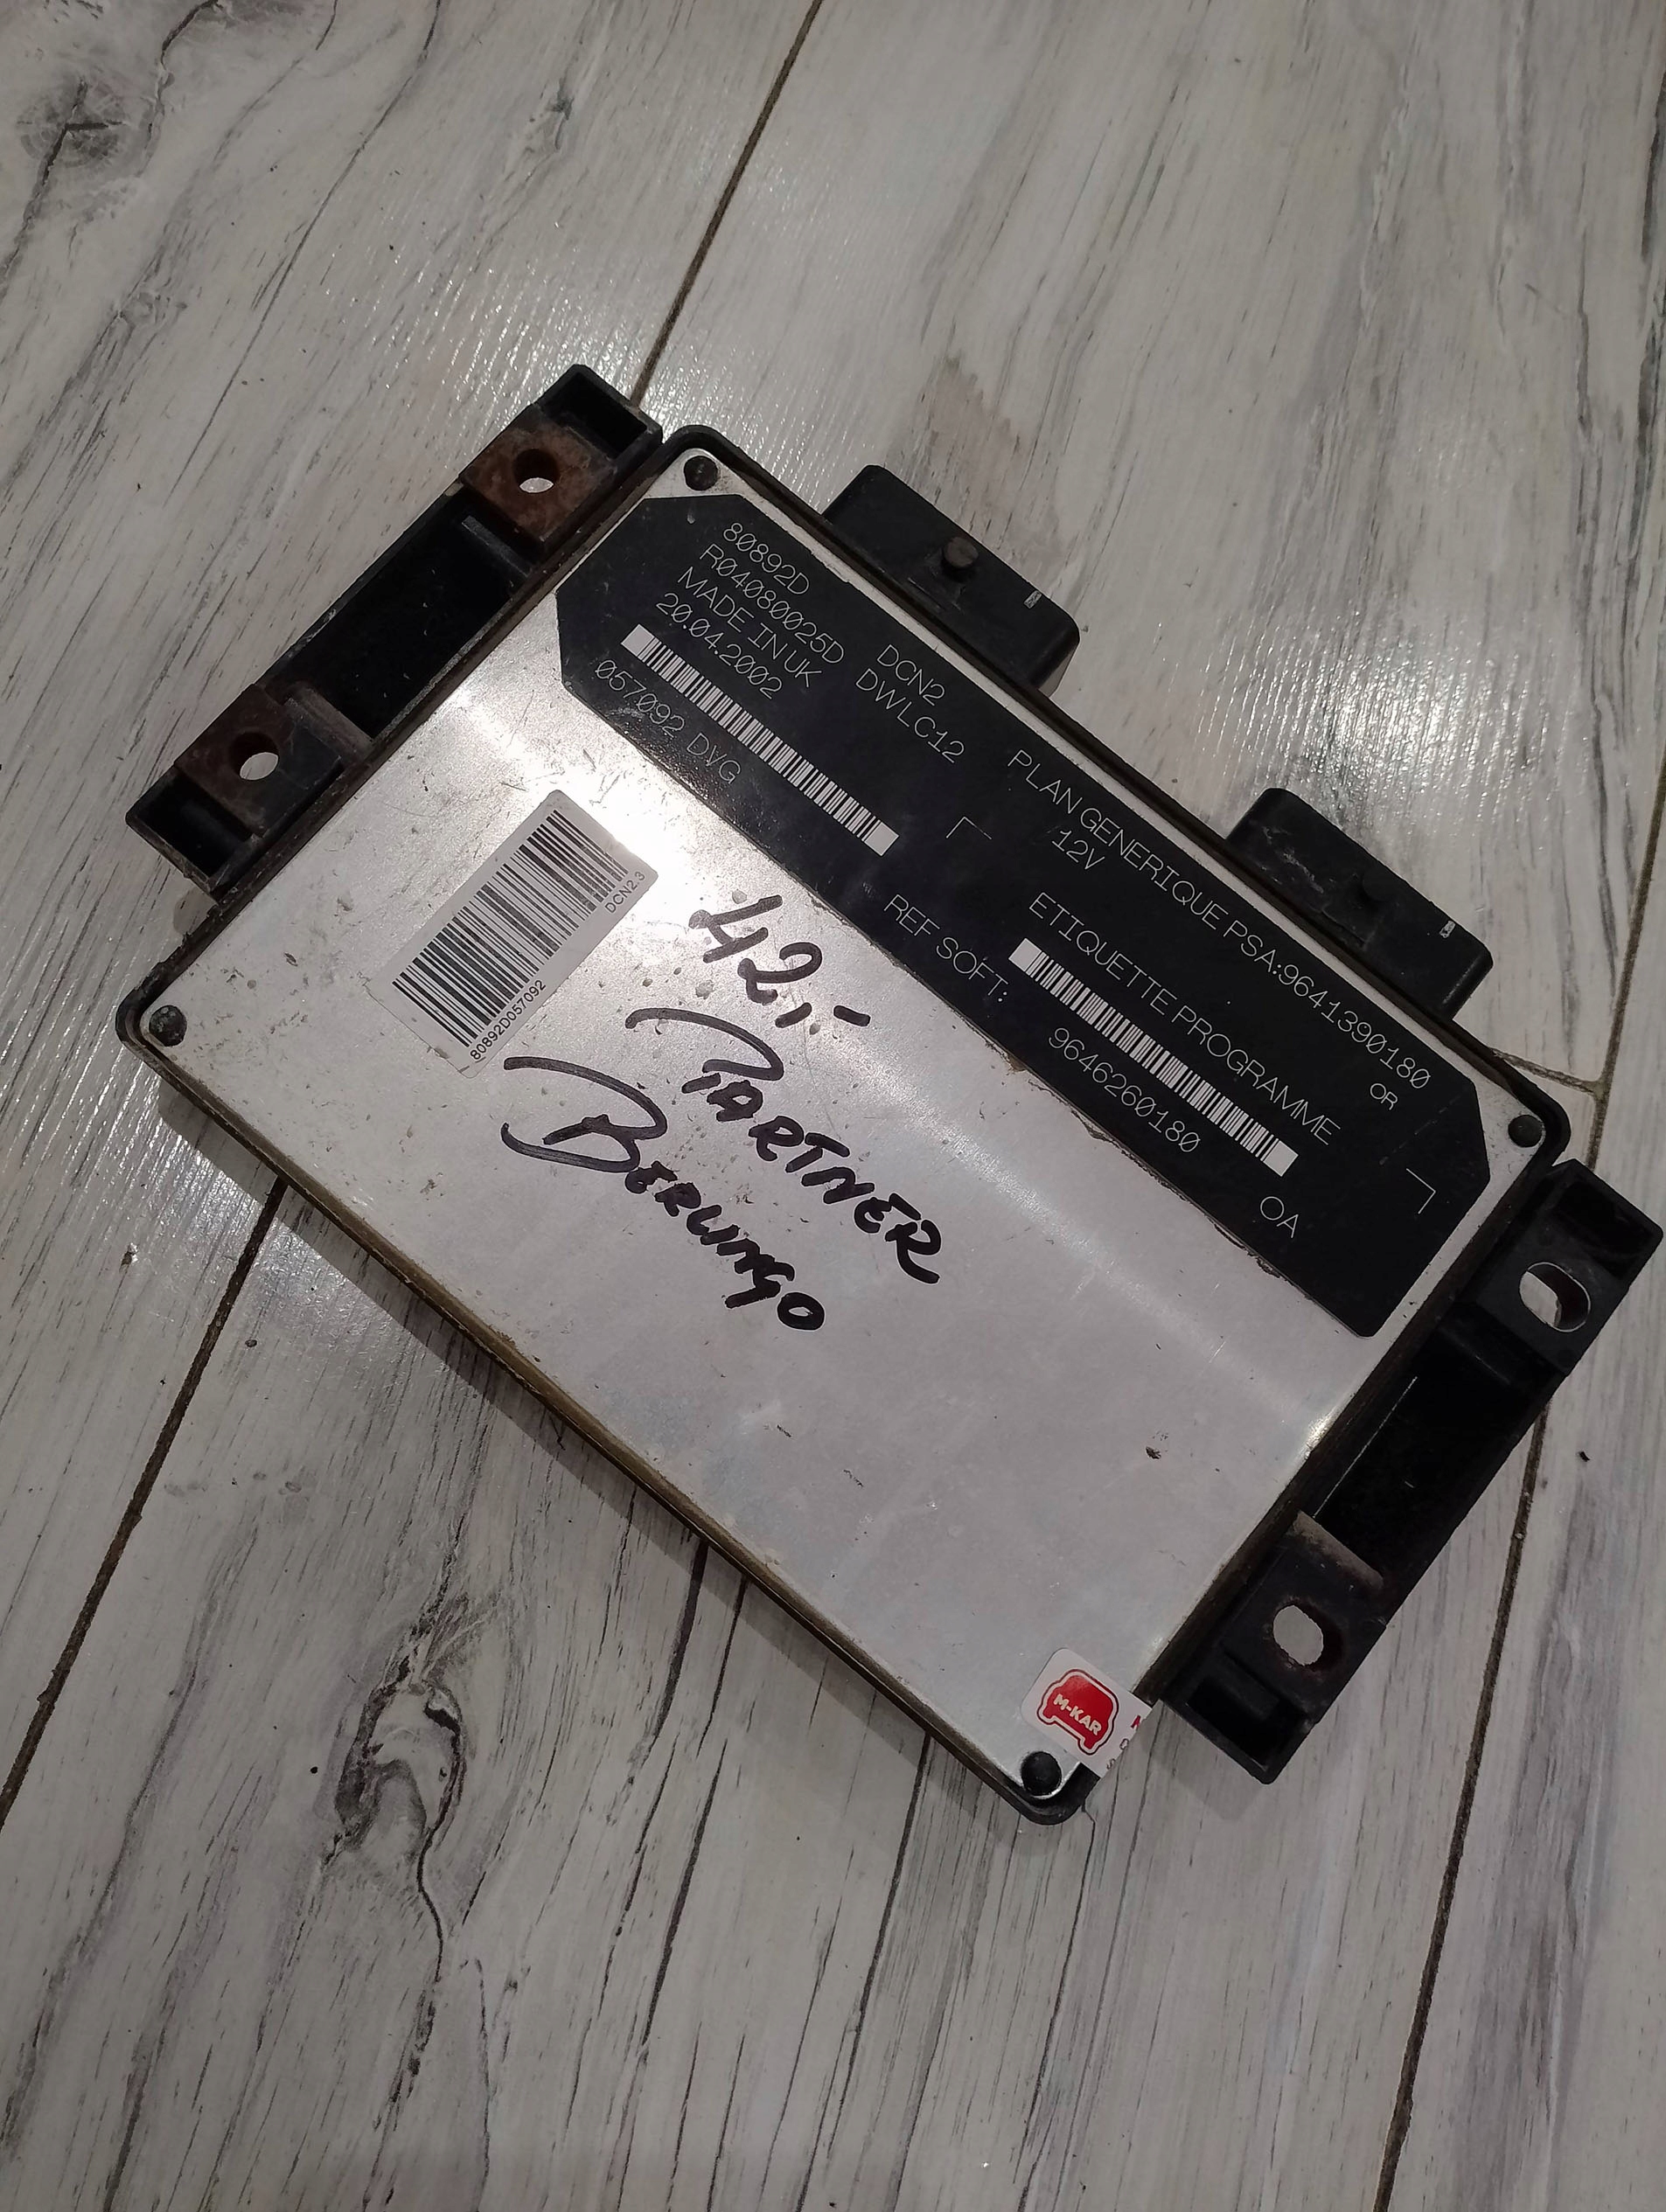 80892D
R04080025D
MADE IN UK
20.04.2002
057092 DVG
DCN2
DWLC12
PLAN GENERIQUE PSA:9641390180
12V
OR
ETIQUETTE PROGRAMME
REF SOFT:
9646260180
OA
DCN2.3
80892D057092
42,-
PARTNER
BERLINGO
M-KAR